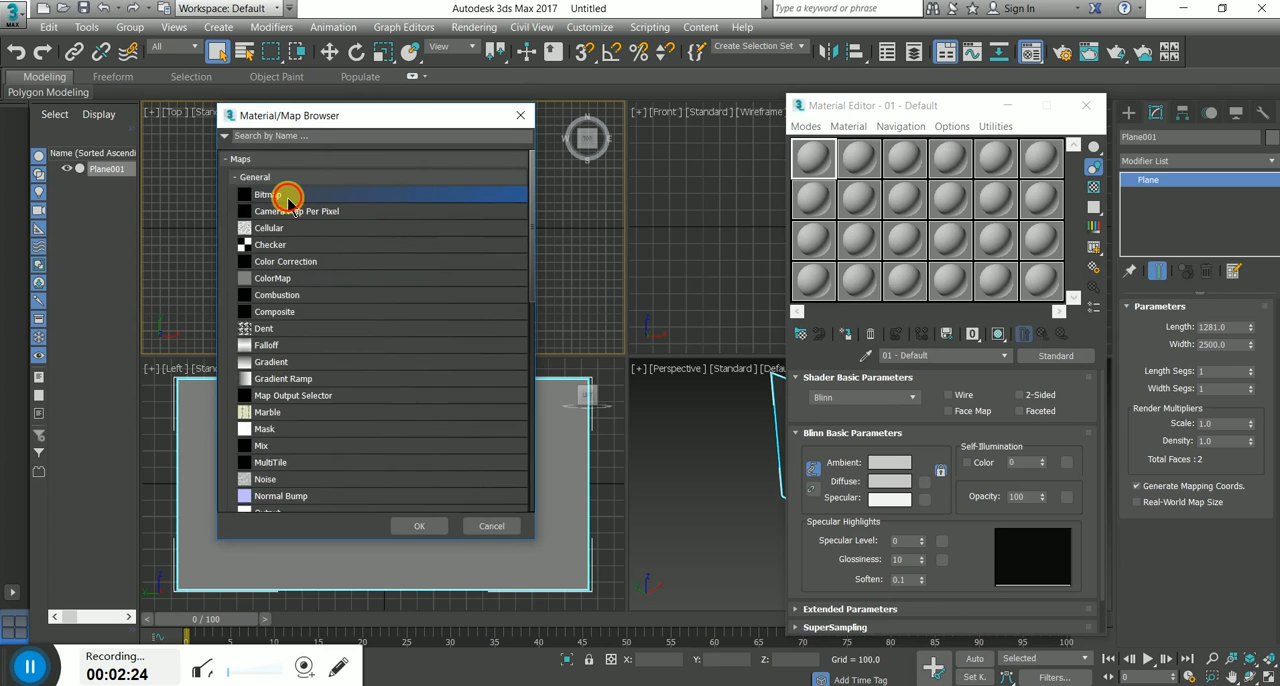 3
MAX
Workspace: Default
Autodesk 3ds Max 2017    Untitled
Type a keyword or phrase
Sign In
Edit Tools Group Views Create Modifiers Animation Graph Editors Rendering Civil View Customize Scripting Content Help
All
View
Create Selection Set
Modeling Freeform Selection Object Paint Populate
Polygon Modeling
Select Display
Name (Sorted Ascendi
Plane001
[+] [Top ] [Stan
[+] [Front ] [Standard ] [Wireframe
[+] [Left ] [Stan
[+] [Perspective ] [Standard ] [Defau
N
W
E
S
Material/Map Browser
Search by Name ...
- Maps
- General
Bitmap
Camera Map Per Pixel
Cellular
Checker
Color Correction
ColorMap
Combustion
Composite
Dent
Falloff
Gradient
Gradient Ramp
Map Output Selector
Marble
Mask
Mix
MultiTile
Noise
Normal Bump
Output
OK Cancel
Material Editor - 01 - Default
Modes Material Navigation Options Utilities
01 - Default
Standard
Shader Basic Parameters
Blinn
Wire 2-Sided
Face Map Faceted
Blinn Basic Parameters
Self-Illumination
Ambient:
Color 0
Diffuse:
Specular:
Opacity: 100
Specular Highlights
Specular Level: 0
Glossiness: 10
Soften: 0.1
Extended Parameters
SuperSampling
Plane001
Modifier List
Plane
Parameters
Length: 1281.0
Width: 2500.0
Length Segs: 1
Width Segs: 1
Render Multipliers
Scale: 1.0
Density: 1.0
Total Faces : 2
Generate Mapping Coords.
Real-World Map Size
0 / 100
0 5 10 15 20 25 30 35 40 45 50 55 60 65 70 75 80 85 90 95 100
Recording...
00:02:24
X: Y: Z: Grid = 100.0
Add Time Tag
Auto Selected
Set K. Filters...
0